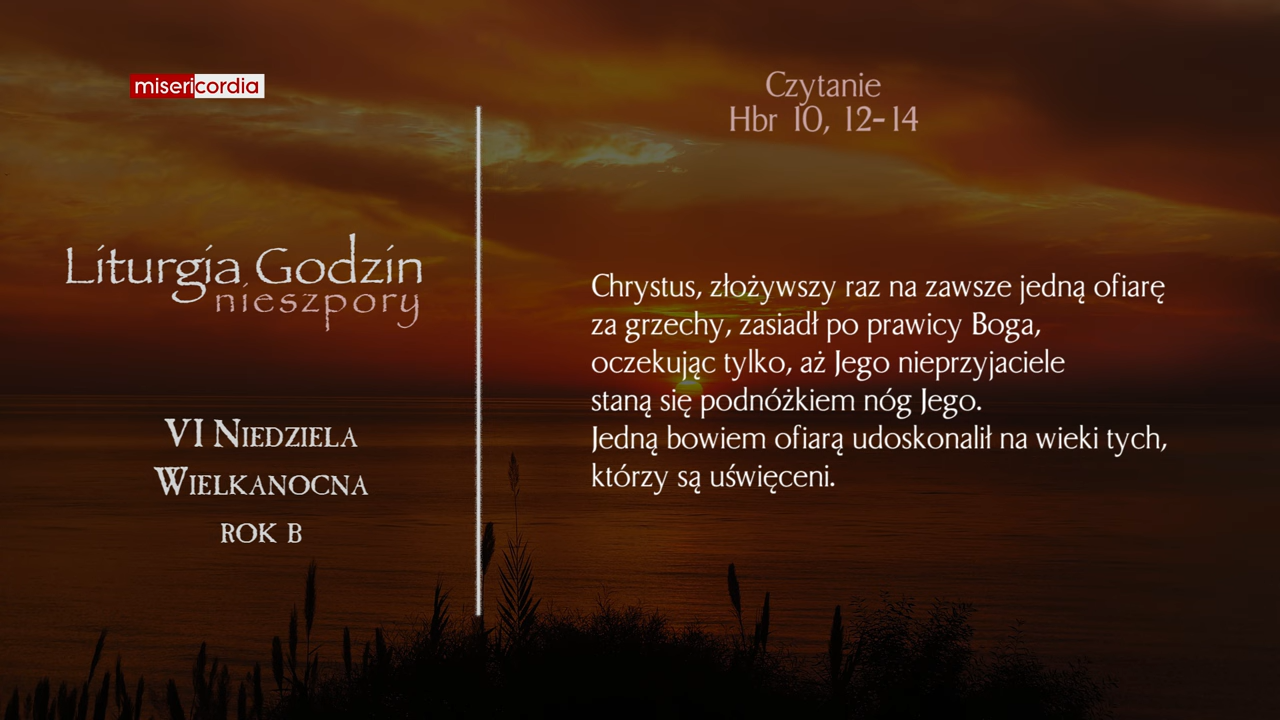 misericordia
Liturgia Godzin
nieszpory
VI Niedziela
Wielkanocna
rok B
Czytanie
Hbr 10, 12-14
Chrystus, złożywszy raz na zawsze jedną ofiarę
za grzechy, zasiadł po prawicy Boga,
oczekując tylko, aż Jego nieprzyjaciele
staną się podnóżkiem nóg Jego.
Jedną bowiem ofiarą udoskonalił na wieki tych,
którzy są uświęceni.